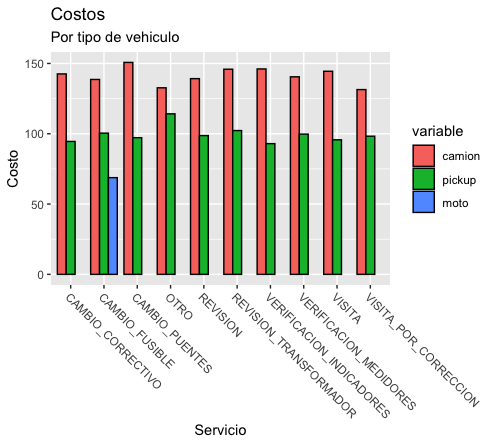 Costos
Por tipo de vehiculo
Costo
150
100
50
0
CAMBIO_CORRECTIVO
CAMBIO_FUSIBLE
CAMBIO_PUENTES
OTRO
REVISION
REVISION_TRANSFORMADOR
VERIFICACION_INDICADORES
VERIFICACION_MEDIDORES
VISITA
VISITA_POR_CORRECCION
Servicio
variable
camion
pickup
moto